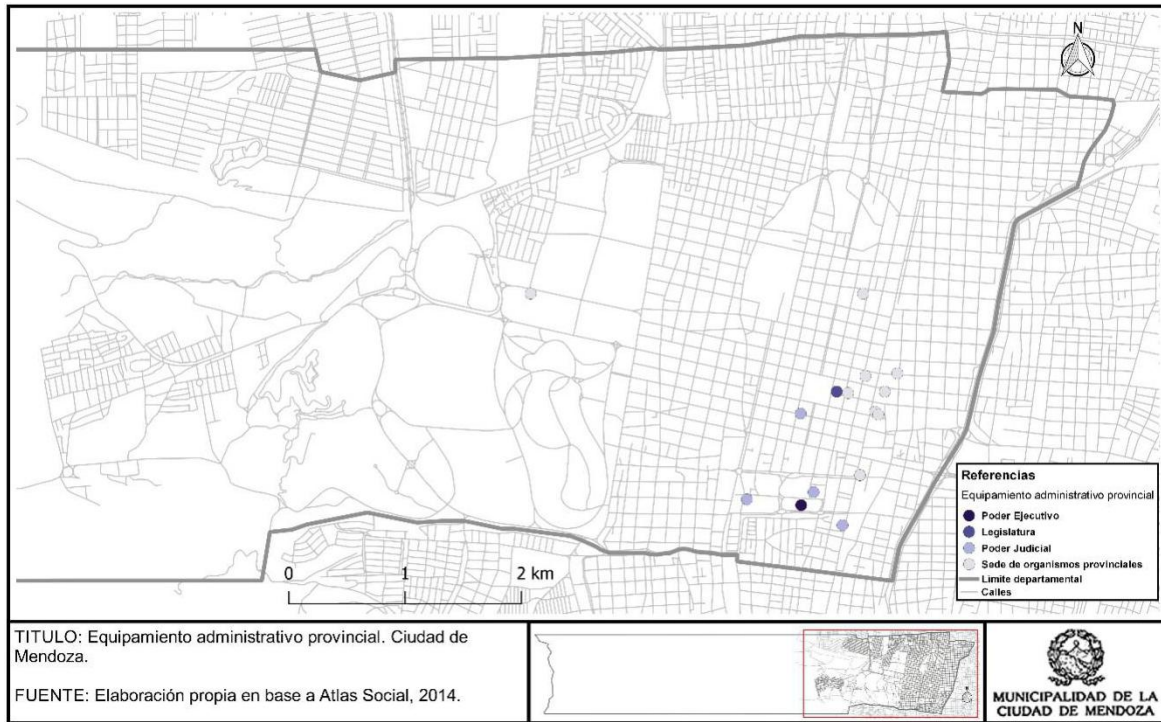 N
Referencias
Equipamiento administrativo provincial
Poder Ejecutivo
Legislatura
Poder Judicial
Sede de organismos provinciales
Limite departamental
Calles
0 1 2 km
TITULO: Equipamiento administrativo provincial. Ciudad de
Mendoza.
FUENTE: Elaboración propia en base a Atlas Social, 2014.
MUNICIPALIDAD DE LA
CIUDAD DE MENDOZA